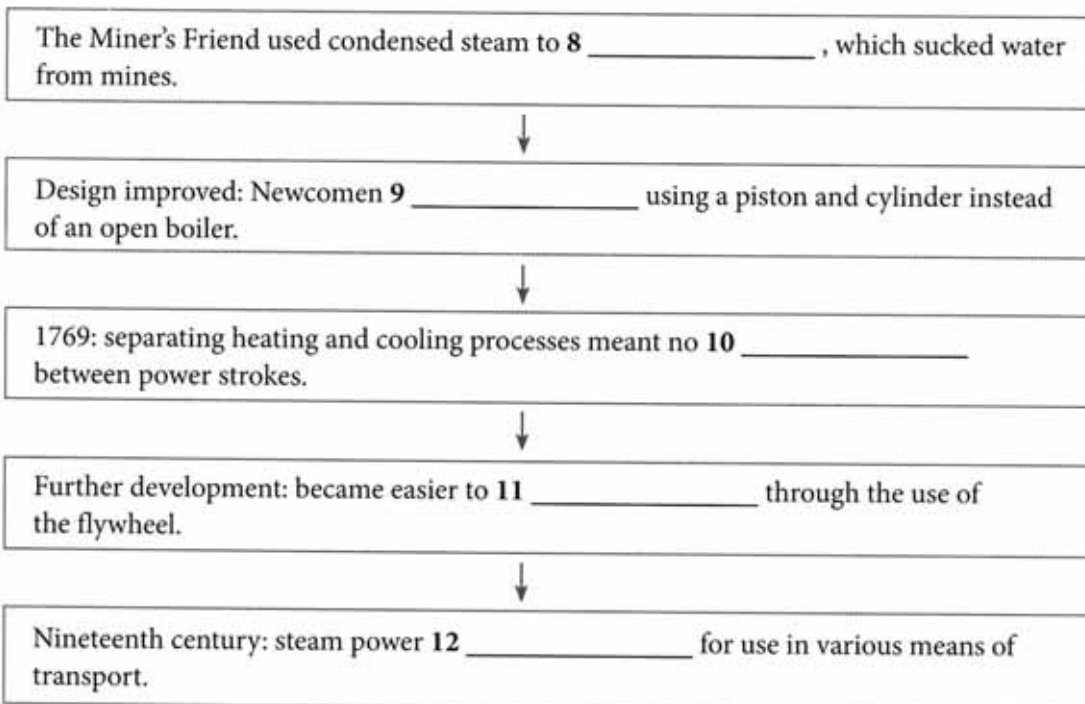 The Miner's Friend used condensed steam to 8 _______________ , which sucked water
from mines.
Design improved: Newcomen 9 _______________ using a piston and cylinder instead
of an open boiler.
1769: separating heating and cooling processes meant no 10 _______________
between power strokes.
Further development: became easier to 11 _______________ through the use of
the flywheel.
Nineteenth century: steam power 12 _______________ for use in various means of
transport.